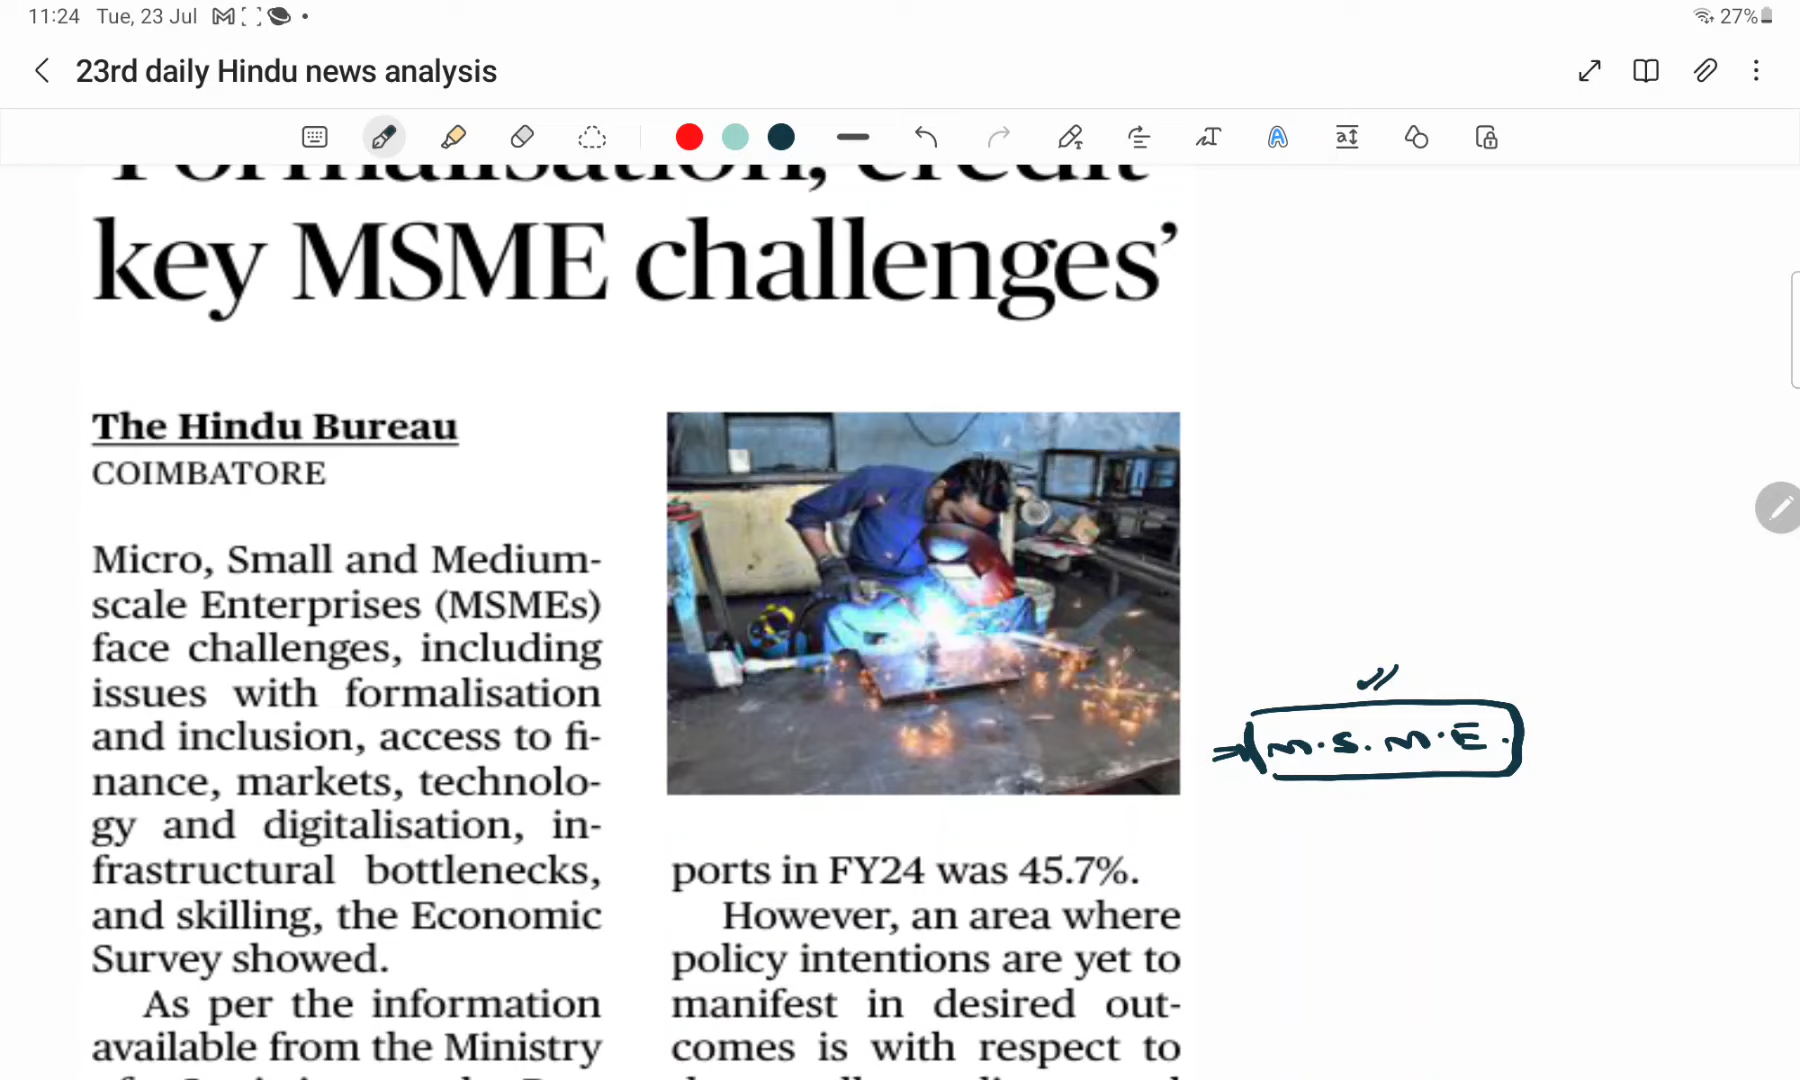 11:24 Tue, 23 Jul
27%
23rd daily Hindu news analysis
'Formalisation, credit
key MSME challenges'
The Hindu Bureau
COIMBATORE
Micro, Small and Medium-
scale Enterprises (MSMEs)
face challenges, including
issues with formalisation
and inclusion, access to fi-
nance, markets, technolo-
gy and digitalisation, in-
frastructural bottlenecks,
and skilling, the Economic
Survey showed.
As per the information
available from the Ministry
ports in FY24 was 45.7%.
However, an area where
policy intentions are yet to
manifest in desired out-
comes is with respect to
M.S.M.E.